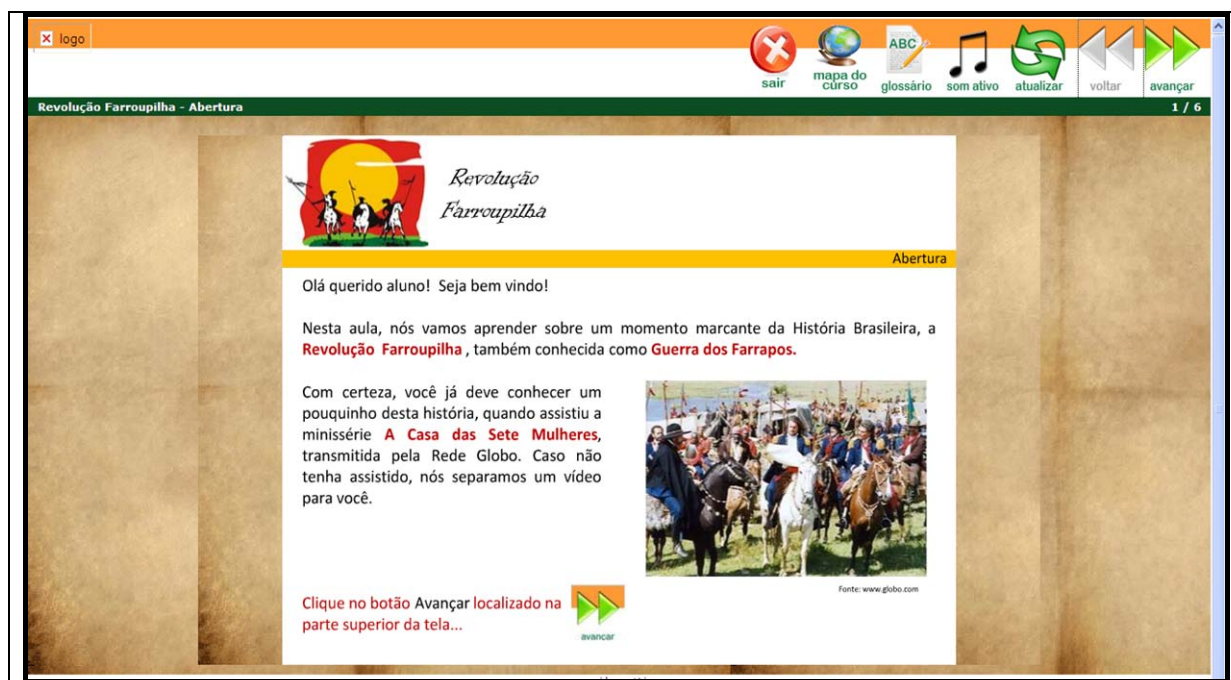 logo
sair
mapa do
curso
ABC
glossário
som ativo
atualizar
voltar
avançar
Revolução Farroupilha - Abertura
1 / 6
Revolução
Farroupilha
Abertura
Olá querido aluno! Seja bem vindo!
Nesta aula, nós vamos aprender sobre um momento marcante da História Brasileira, a
Revolução Farroupilha , também conhecida como Guerra dos Farrapos.
Com certeza, você já deve conhecer um
pouquinho desta história, quando assistiu a
minissérie A Casa das Sete Mulheres,
transmitida pela Rede Globo. Caso não
tenha assistido, nós separamos um vídeo
para você.
Fonte: www.globo.com
Clique no botão Avançar localizado na
parte superior da tela...
avançar